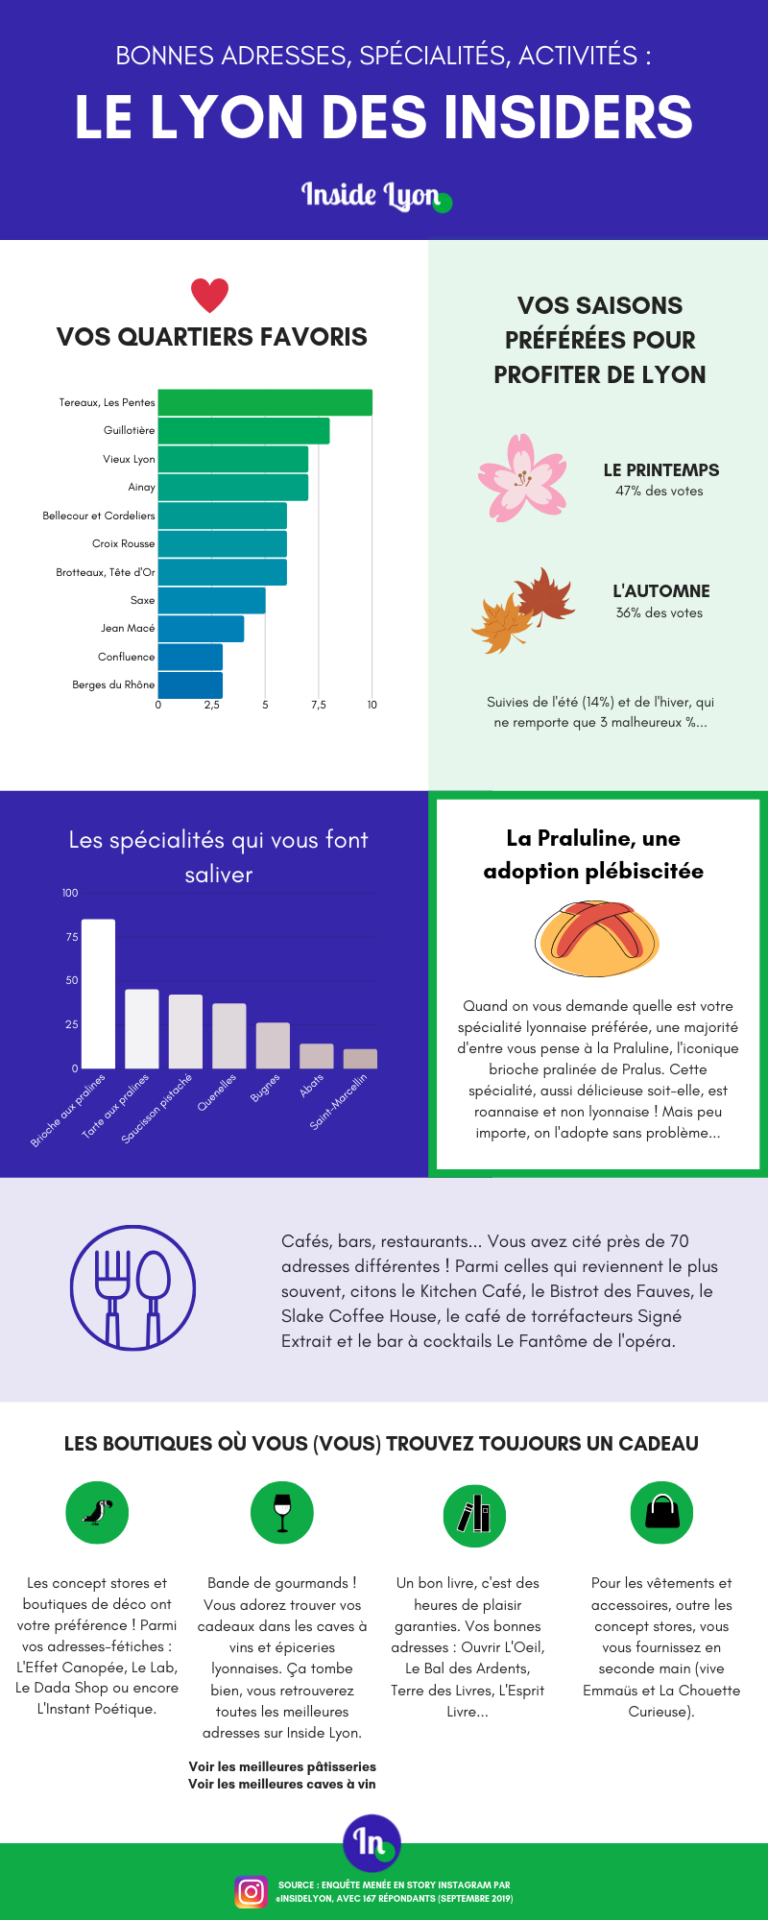 BONNES ADRESSES, SPÉCIALITÉS, ACTIVITÉS :
LE LYON DES INSIDERS
Inside Lyon
VOS QUARTIERS FAVORIS
Tereaux, Les Pentes
Guillotière
Vieux Lyon
Ainay
Bellecour et Cordeliers
Croix Rousse
Brotteaux, Tête d'Or
Saxe
Jean Macé
Confluence
Berges du Rhône
0 2,5 5 7,5 10
VOS SAISONS
PRÉFÉRÉES POUR
PROFITER DE LYON
LE PRINTEMPS
47% des votes
L'AUTOMNE
36% des votes
Suivies de l'été (14%) et de l'hiver, qui
ne remporte que 3 malheureux %...
Les spécialités qui vous font
saliver
100
75
50
25
0
Brioche aux pralines
Tarte aux pralines
Saucisson pistaché
Quenelles
Bugnes
Abats
Saint-Marcellin
La Praluline, une
adoption plébiscitée
Quand on vous demande quelle est votre
spécialité lyonnaise préférée, une majorité
d'entre vous pense à la Praluline, l'iconique
brioche pralinée de Pralus. Cette
spécialité, aussi délicieuse soit-elle, est
roannaise et non lyonnaise ! Mais peu
importe, on l'adopte sans problème...
Cafés, bars, restaurants... Vous avez cité près de 70
adresses différentes ! Parmi celles qui reviennent le plus
souvent, citons le Kitchen Café, le Bistrot des Fauves, le
Slake Coffee House, le café de torréfacteurs Signé
Extrait et le bar à cocktails Le Fantôme de l'opéra.
LES BOUTIQUES OÙ VOUS (VOUS) TROUVEZ TOUJOURS UN CADEAU
Les concept stores et
boutiques de déco ont
votre préférence ! Parmi
vos adresses-fétiches :
L'Effet Canopée, Le Lab,
Le Dada Shop ou encore
L'Instant Poétique.
Bande de gourmands !
Vous adorez trouver vos
cadeaux dans les caves à
vins et épiceries
lyonnaises. Ça tombe
bien, vous retrouverez
toutes les meilleures
adresses sur Inside Lyon.
Voir les meilleures pâtisseries
Voir les meilleures caves à vin
Un bon livre, c'est des
heures de plaisir
garanties. Vos bonnes
adresses : Ouvrir L'Oeil,
Le Bal des Ardents,
Terre des Livres, L'Esprit
Livre...
Pour les vêtements et
accessoires, outre les
concept stores, vous
vous fournissez en
seconde main (vive
Emmaüs et La Chouette
Curieuse).
In
SOURCE : ENQUÊTE MENÉE EN STORY INSTAGRAM PAR
@INSIDELYON, AVEC 167 RÉPONDANTS (SEPTEMBRE 2019)